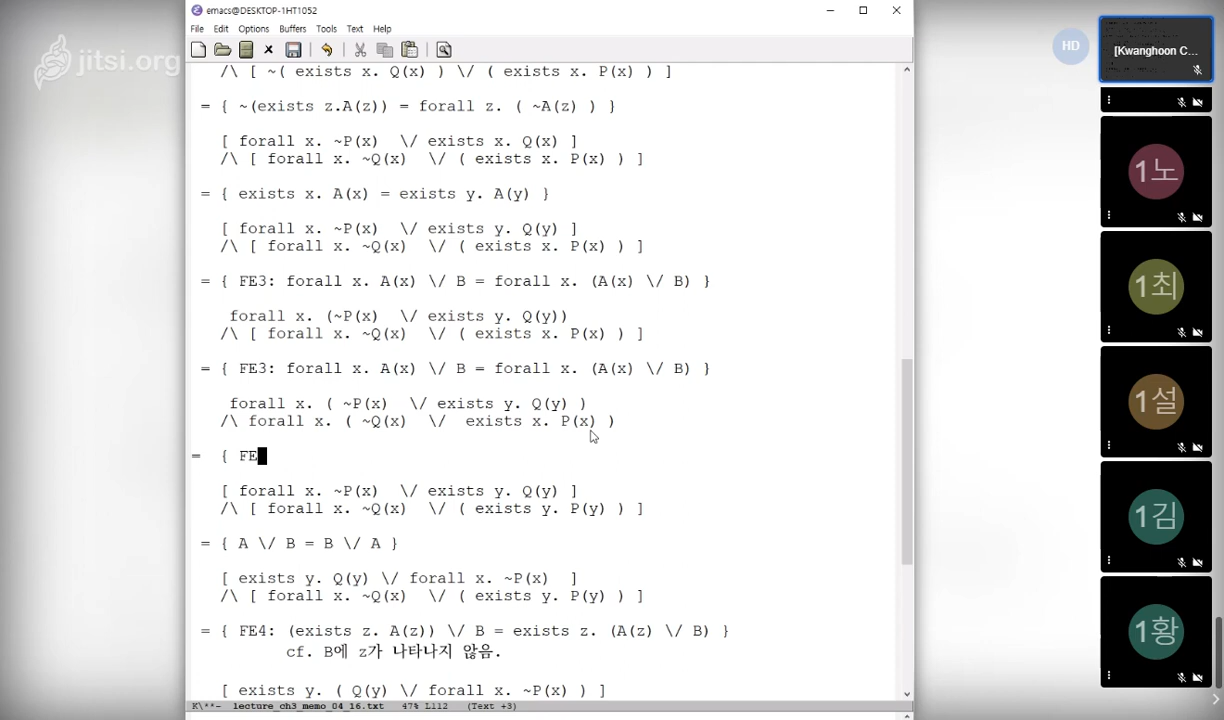 emacs@DESKTOP-1HT1052
File Edit Options Buffers Tools Text Help
jitsi.org
HD
[Kwanghoon C...
/\ [ ~( exists x. Q(x) ) \/ ( exists x. P(x) ) ]
= { ~(exists z.A(z)) = forall z. ( ~A(z) ) }
[ forall x. ~P(x) \/ exists x. Q(x) ]
/\ [ forall x. ~Q(x) \/ ( exists x. P(x) ) ]
= { exists x. A(x) = exists y. A(y) }
[ forall x. ~P(x) \/ exists y. Q(y) ]
/\ [ forall x. ~Q(x) \/ ( exists x. P(x) ) ]
= { FE3: forall x. A(x) \/ B = forall x. (A(x) \/ B) }
forall x. (~P(x) \/ exists y. Q(y))
/\ [ forall x. ~Q(x) \/ ( exists x. P(x) ) ]
= { FE3: forall x. A(x) \/ B = forall x. (A(x) \/ B) }
forall x. ( ~P(x) \/ exists y. Q(y) )
/\ forall x. ( ~Q(x) \/ exists x. P(x) )
= { FE
[ forall x. ~P(x) \/ exists y. Q(y) ]
/\ [ forall x. ~Q(x) \/ ( exists y. P(y) ) ]
= { A \/ B = B \/ A }
[ exists y. Q(y) \/ forall x. ~P(x) ]
/\ [ forall x. ~Q(x) \/ ( exists y. P(y) ) ]
= { FE4: (exists z. A(z)) \/ B = exists z. (A(z) \/ B) }
cf. B에 z가 나타나지 않음.
[ exists y. ( Q(y) \/ forall x. ~P(x) ) ]
K\**- lecture_ch3_memo_04_16.txt 47% L112 (Text +3)
1노
1최
1설
1김
1황